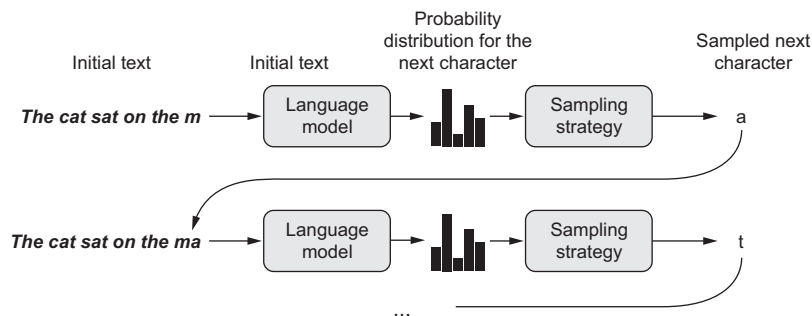 Initial text
Initial text
Probability
distribution for the
next character
Sampled next
character
The cat sat on the m
Language
model
Sampling
strategy
a
The cat sat on the ma
Language
model
Sampling
strategy
t
...